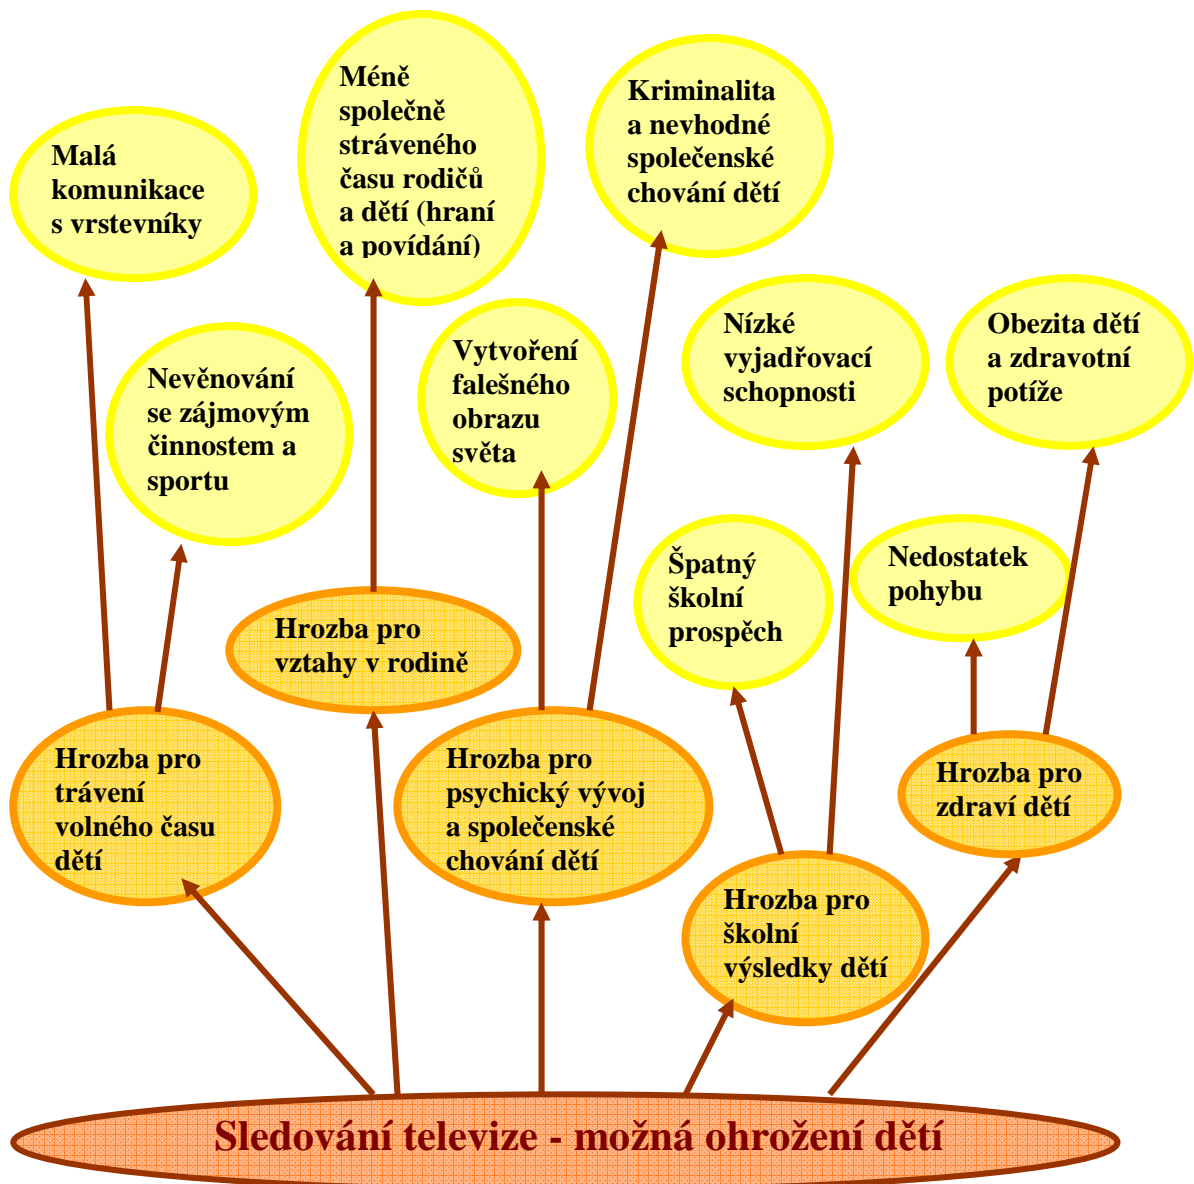 Méně
společně
stráveného
času rodičů
a dětí (hraní
a povídání)
Kriminalita
a nevhodné
společenské
chování dětí
Malá
komunikace
s vrstevníky
Nízké
vyjadřovací
schopnosti
Obezita dětí
a zdravotní
potíže
Vytvoření
falešného
obrazu
světa
Nevěnování
se zájmovým
činnostem a
sportu
Špatný
školní
prospěch
Nedostatek
pohybu
Hrozba pro
vztahy v rodině
Hrozba pro
trávení
volného času
dětí
Hrozba pro
psychický vývoj
a společenské
chování dětí
Hrozba pro
zdraví dětí
Hrozba pro
školní
výsledky dětí
Sledování televize - možná ohrožení dětí